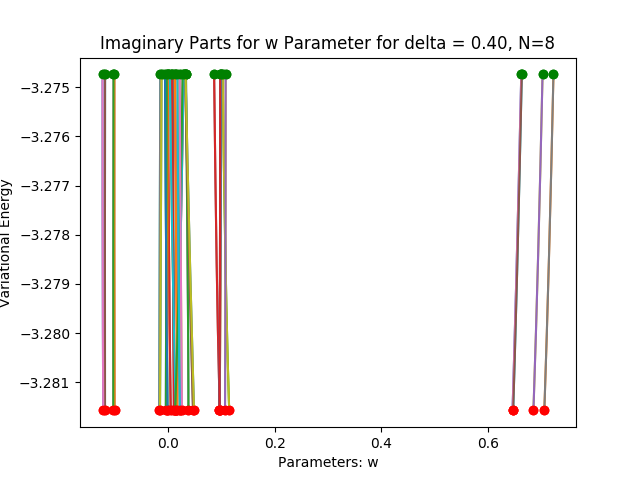 Imaginary Parts for w Parameter for delta = 0.40, N=8
Variational Energy
−3.275
−3.276
−3.277
−3.278
−3.279
−3.280
−3.281
0.0 0.2 0.4 0.6
Parameters: w